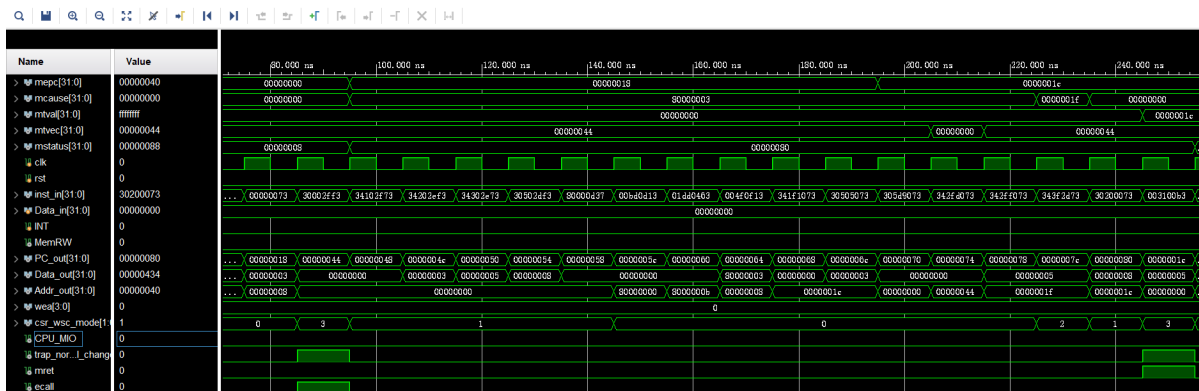 Name Value
80.000 ns 100.000 ns 120.000 ns 140.000 ns 160.000 ns 180.000 ns 200.000 ns 220.000 ns 240.000 ns
> mepc[31:0] 00000040 00000000 00000018 0000001c
> mcause[31:0] 00000000 00000000 80000003 0000001f 00000000
> mtval[31:0] ffffffff 00000000 0000001c
> mtvec[31:0] 00000044 00000044 00000000 00000044
> mstatus[31:0] 00000088 00000008 00000080
clk 0
rst 0
> inst_in[31:0] 30200073 ... 00000073 30002ff3 34102f73 34202ef3 34302e73 30502df3 80000d37 00bd0d13 01dd0463 004f0f13 341f1073 30505073 305d9073 342fd073 342ff073 343f2d73 30200073 003100b3
> Data_in[31:0] 00000000 00000000
INT 0
MemRW 0
> PC_out[31:0] 00000080 ... 00000018 00000044 00000048 0000004c 00000050 00000054 00000058 0000005c 00000060 00000064 00000068 0000006c 00000070 00000074 00000078 0000007c 00000080 0000001c
> Data_out[31:0] 00000434 ... 00000003 00000000 00000003 00000005 00000008 00000000 80000003 00000000 00000003 00000000 00000005 00000008 00000005
> Addr_out[31:0] 00000040 ... 00000008 00000000 80000000 8000000b 00000008 0000001c 00000000 00000044 0000001f 0000001c 00000000
> wea[3:0] 0 0
> csr_wsc_mode[1:( 1 0 3 1 0 2 1 3
CPU_MIO 0
trap_nor...l_change 0
mret 0
ecall 0